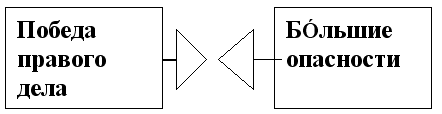 Победа
правого
дела
БÓльшие
опасности